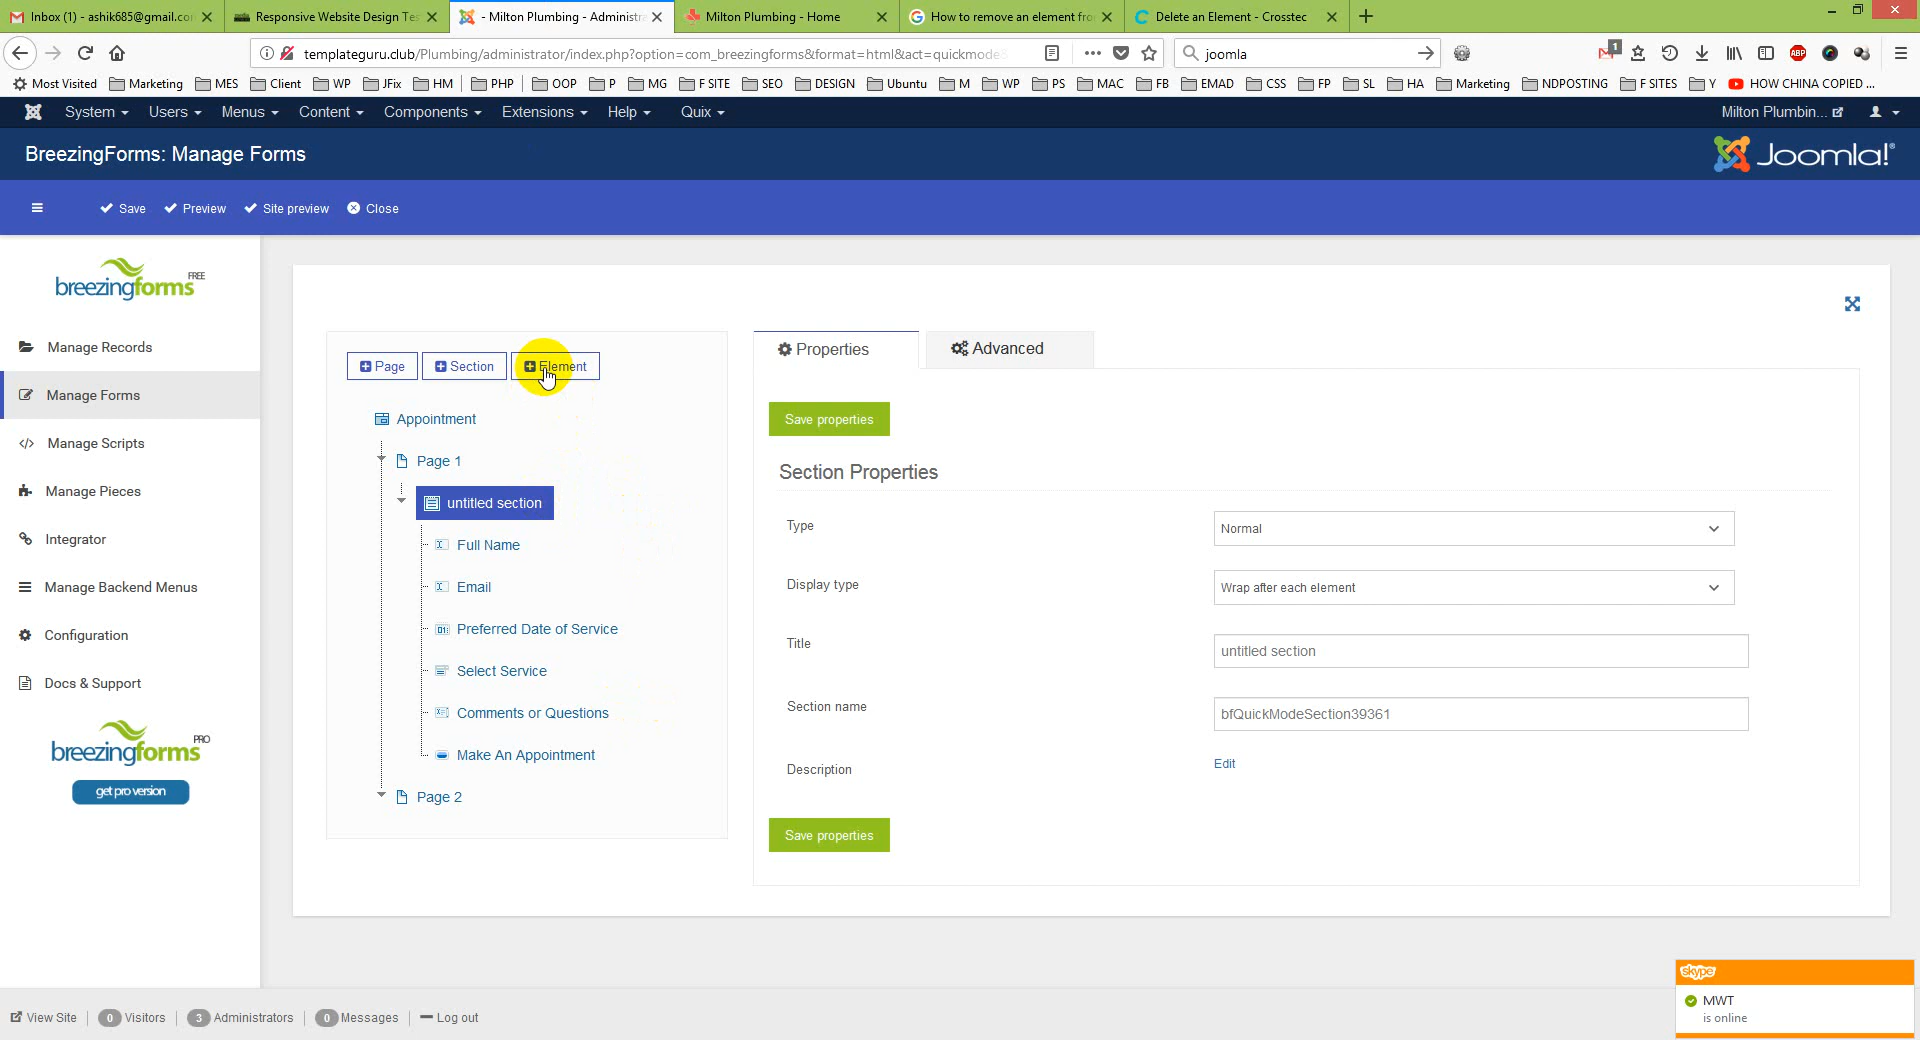 Inbox (1) - ashik685@gmail.co
Responsive Website Design Te
- Milton Plumbing - Administra
Milton Plumbing - Home
How to remove an element fro
Delete an Element - Crosstec
templateguru.club/Plumbing/administrator/index.php?option=com_breezingforms&format=html&act=quickmode
joomla
1
Most Visited
Marketing
MES
Client
WP
JFix
HM
PHP
OOP
P
MG
F SITE
SEO
DESIGN
Ubuntu
M
WP
PS
MAC
FB
EMAD
CSS
FP
SL
HA
Marketing
NDPOSTING
F SITES
Y
HOW CHINA COPIED ...
System
Users
Menus
Content
Components
Extensions
Help
Quix
Milton Plumbin...
BreezingForms: Manage Forms
Joomla!®
Save
Preview
Site preview
Close
breezingforms FREE
Manage Records
Manage Forms
Manage Scripts
Manage Pieces
Integrator
Manage Backend Menus
Configuration
Docs & Support
breezingforms PRO
get pro version
Page
Section
Element
Appointment
Page 1
untitled section
Full Name
Email
Preferred Date of Service
Select Service
Comments or Questions
Make An Appointment
Page 2
Properties
Advanced
Save properties
Section Properties
Type
Normal
Display type
Wrap after each element
Title
untitled section
Section name
bfQuickModeSection39361
Description
Edit
Save properties
skype
MWT
is online
View Site
0 Visitors
3 Administrators
0 Messages
Log out